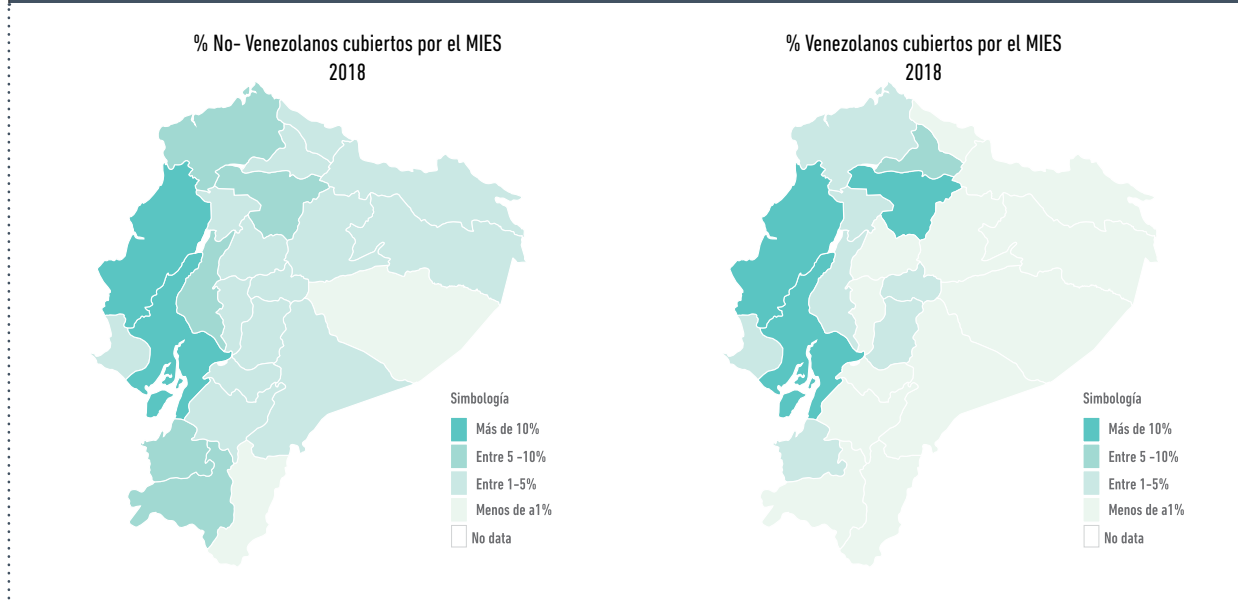 % No- Venezolanos cubiertos por el MIES
2018
% Venezolanos cubiertos por el MIES
2018
Simbología
Más de 10%
Entre 5 -10%
Entre 1-5%
Menos de a1%
No data
Simbología
Más de 10%
Entre 5 -10%
Entre 1-5%
Menos de a1%
No data